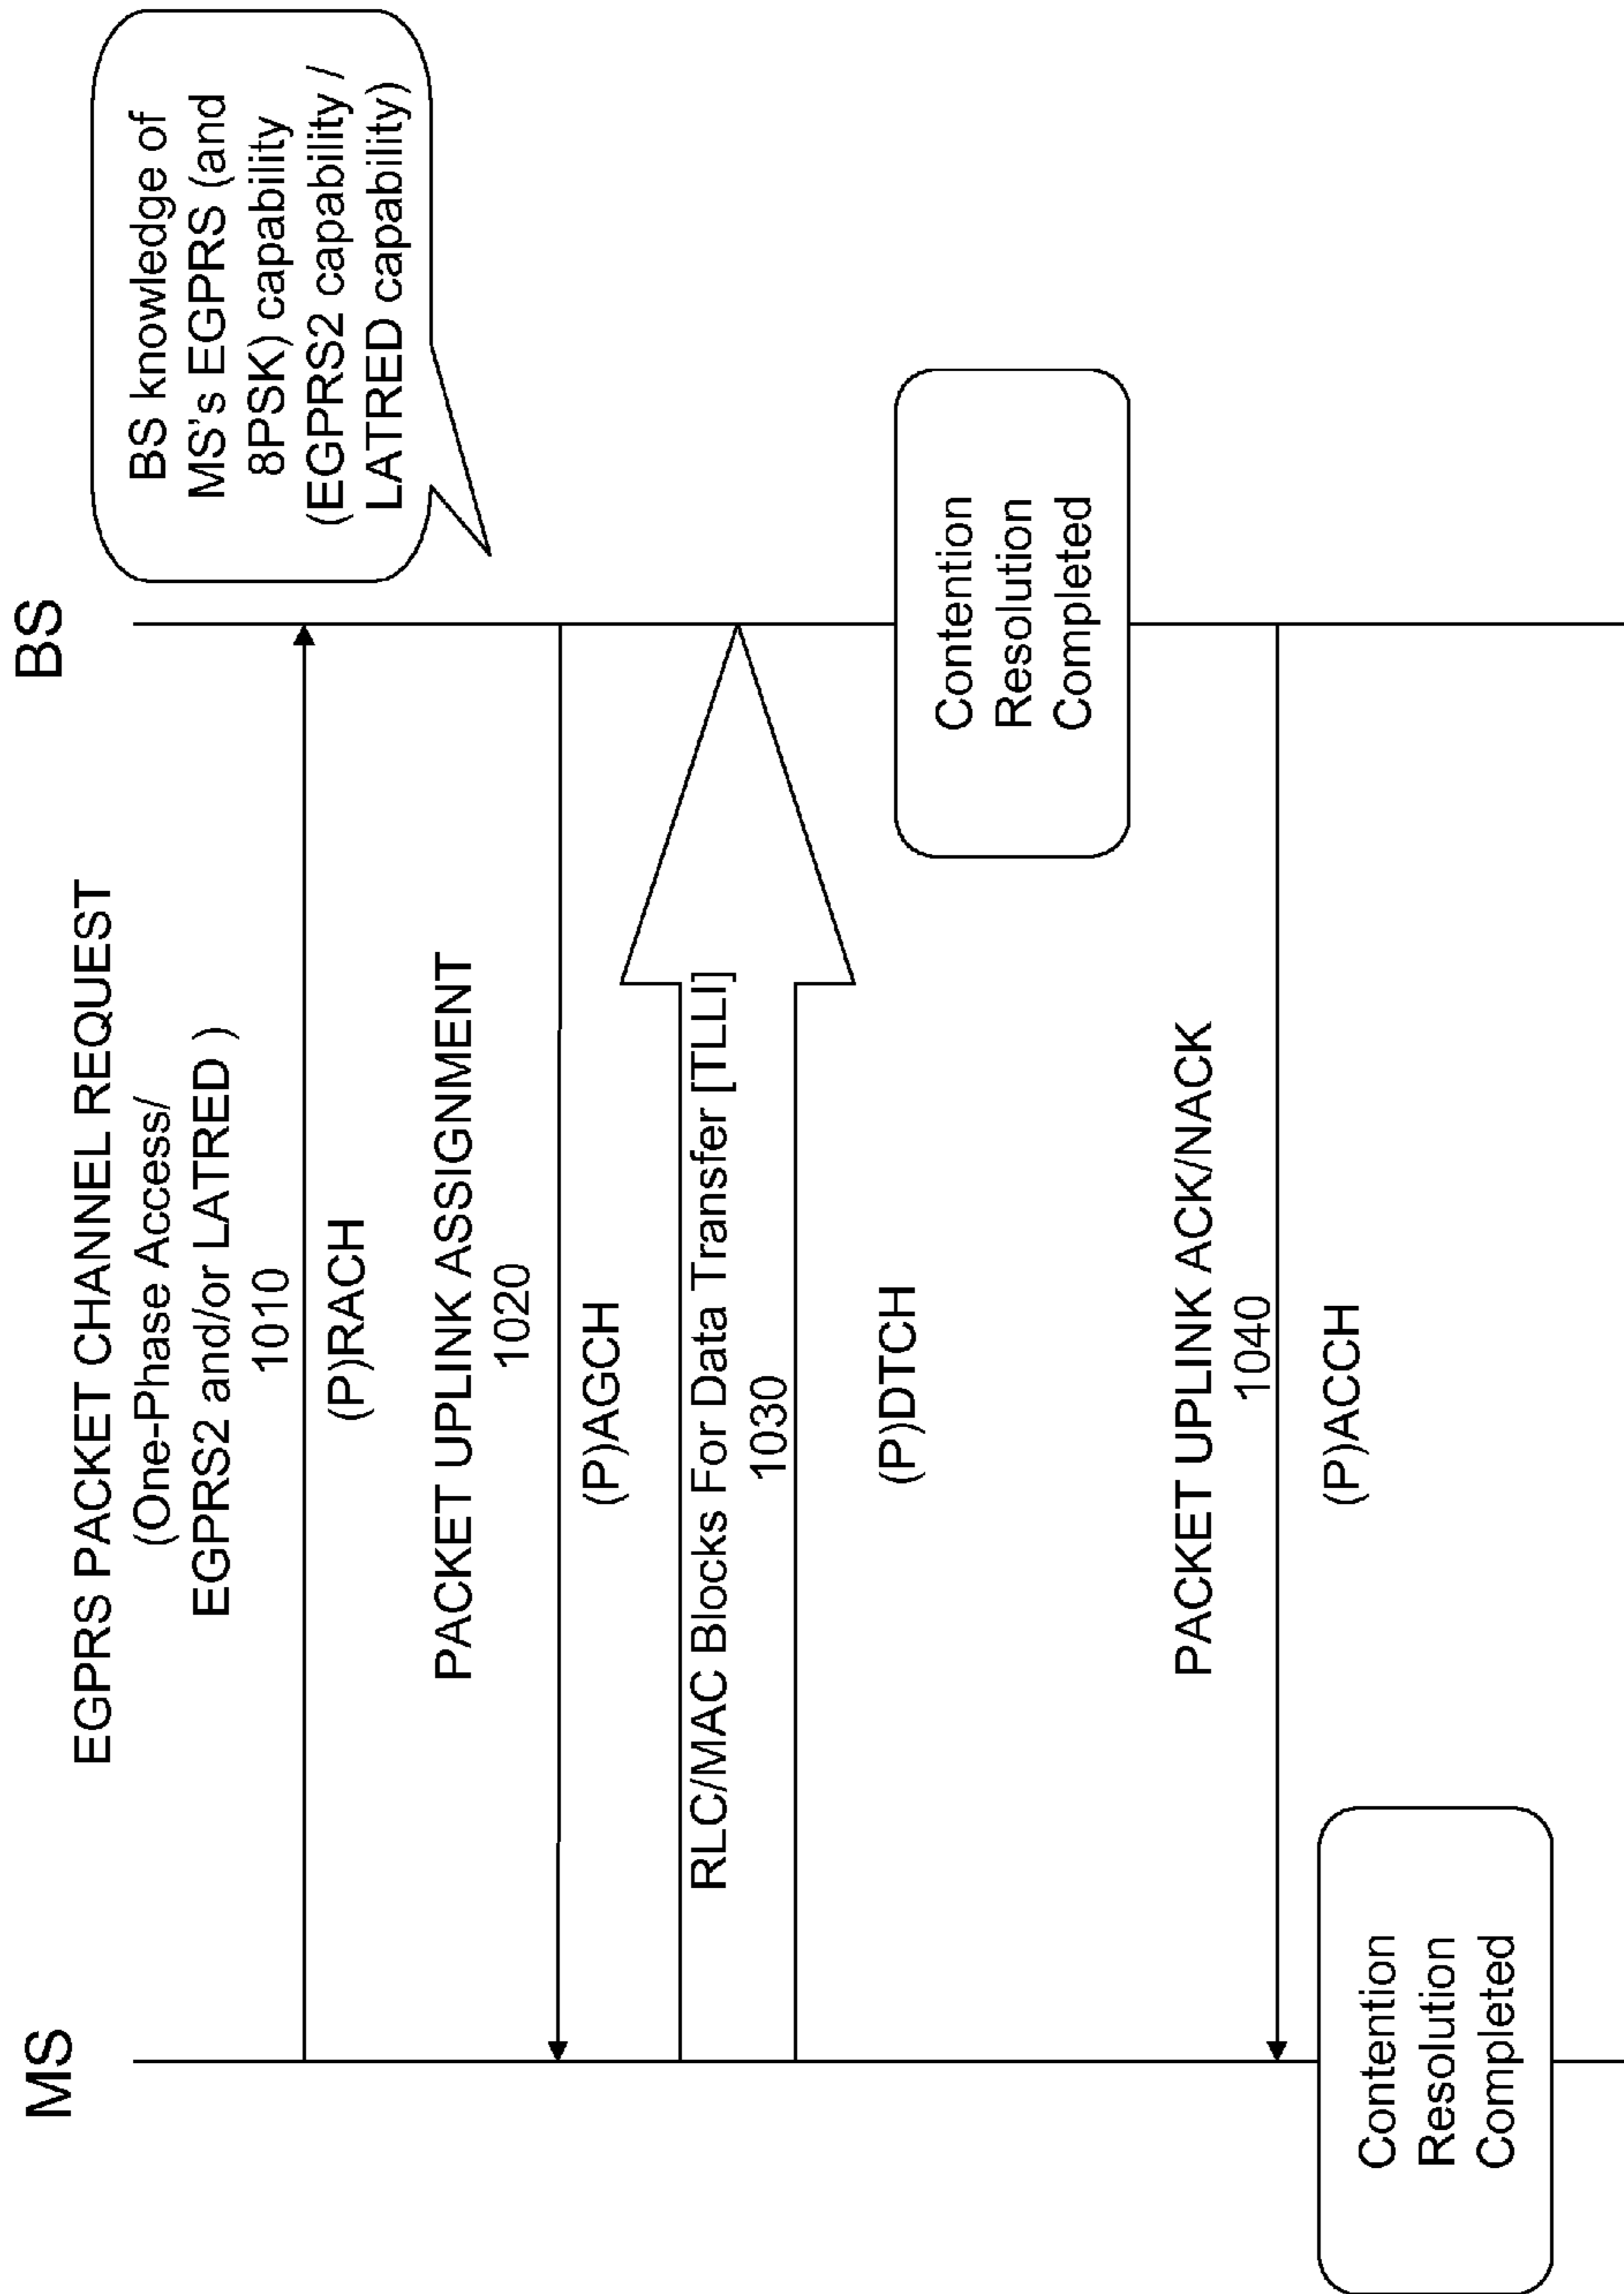 MS
BS
EGPRS PACKET CHANNEL REQUEST
(One-Phase Access/
EGPRS2 and/or LATRED )
1010
BS knowledge of
MS's EGPRS (and
8PSK) capability
(EGPRS2 capability /
LATRED capability)
(P)RACH
PACKET UPLINK ASSIGNMENT
1020
(P)AGCH
RLC/MAC Blocks For Data Transfer [TLLI]
1030
(P)DTCH
Contention
Resolution
Completed
PACKET UPLINK ACK/NACK
1040
(P)ACCH
Contention
Resolution
Completed